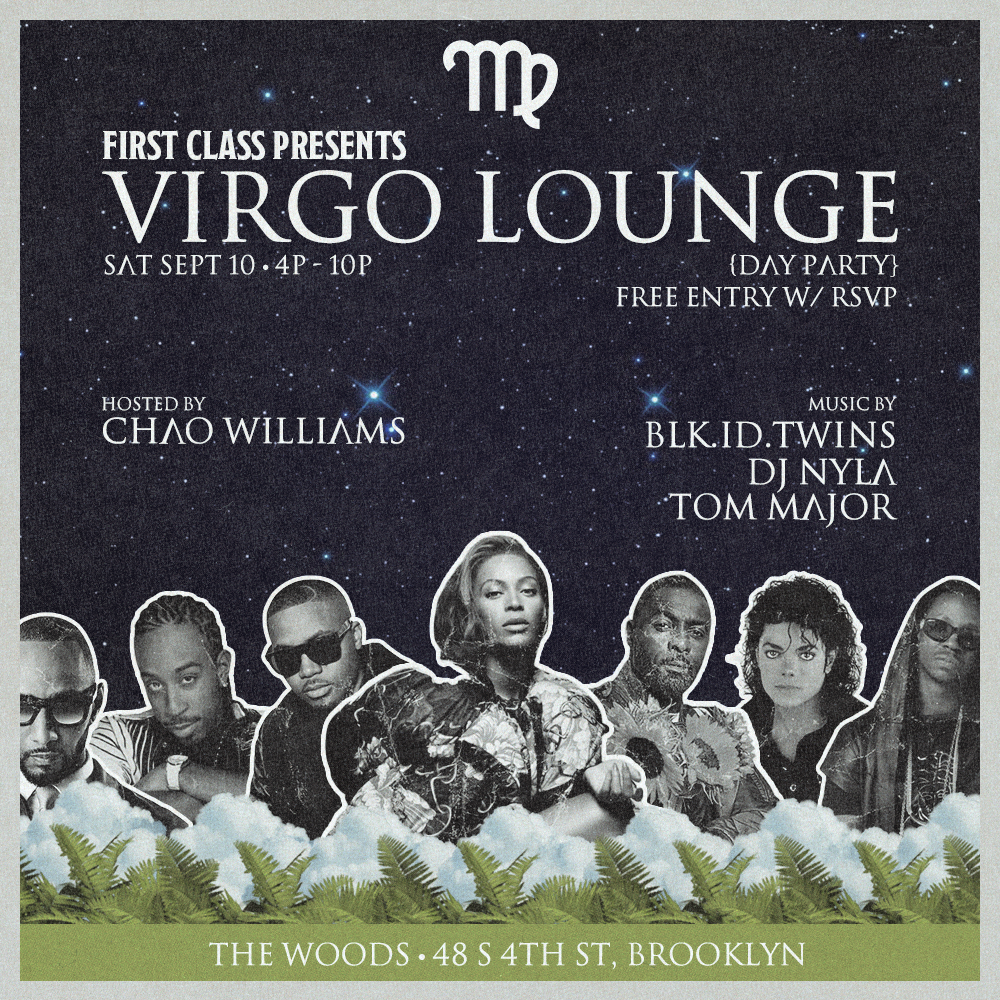 FIRST CLASS PRESENTS
VIRGO LOUNGE
SAT SEPT 10 • 4P - 10P
{DAY PARTY}
FREE ENTRY W/ RSVP
HOSTED BY
CHAO WILLIAMS
MUSIC BY
BLK.ID.TWINS
DJ NYLA
TOM MAJOR
THE WOODS • 48 S 4TH ST, BROOKLYN